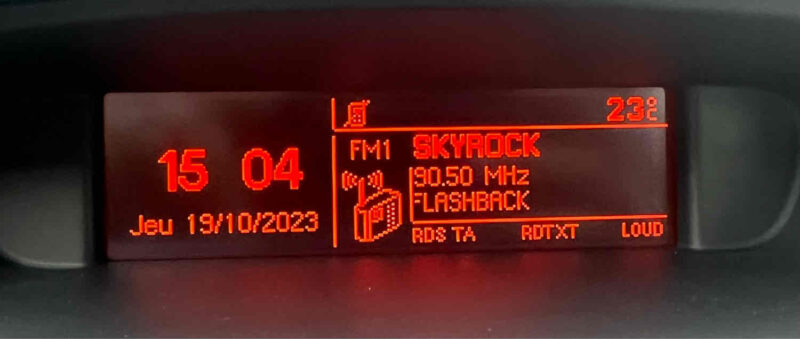 15 04
Jeu 19/10/2023
23°C
FM1 SKYROCK
90.50 MHz
FLASHBACK
RDS TA RDTXT LOUD